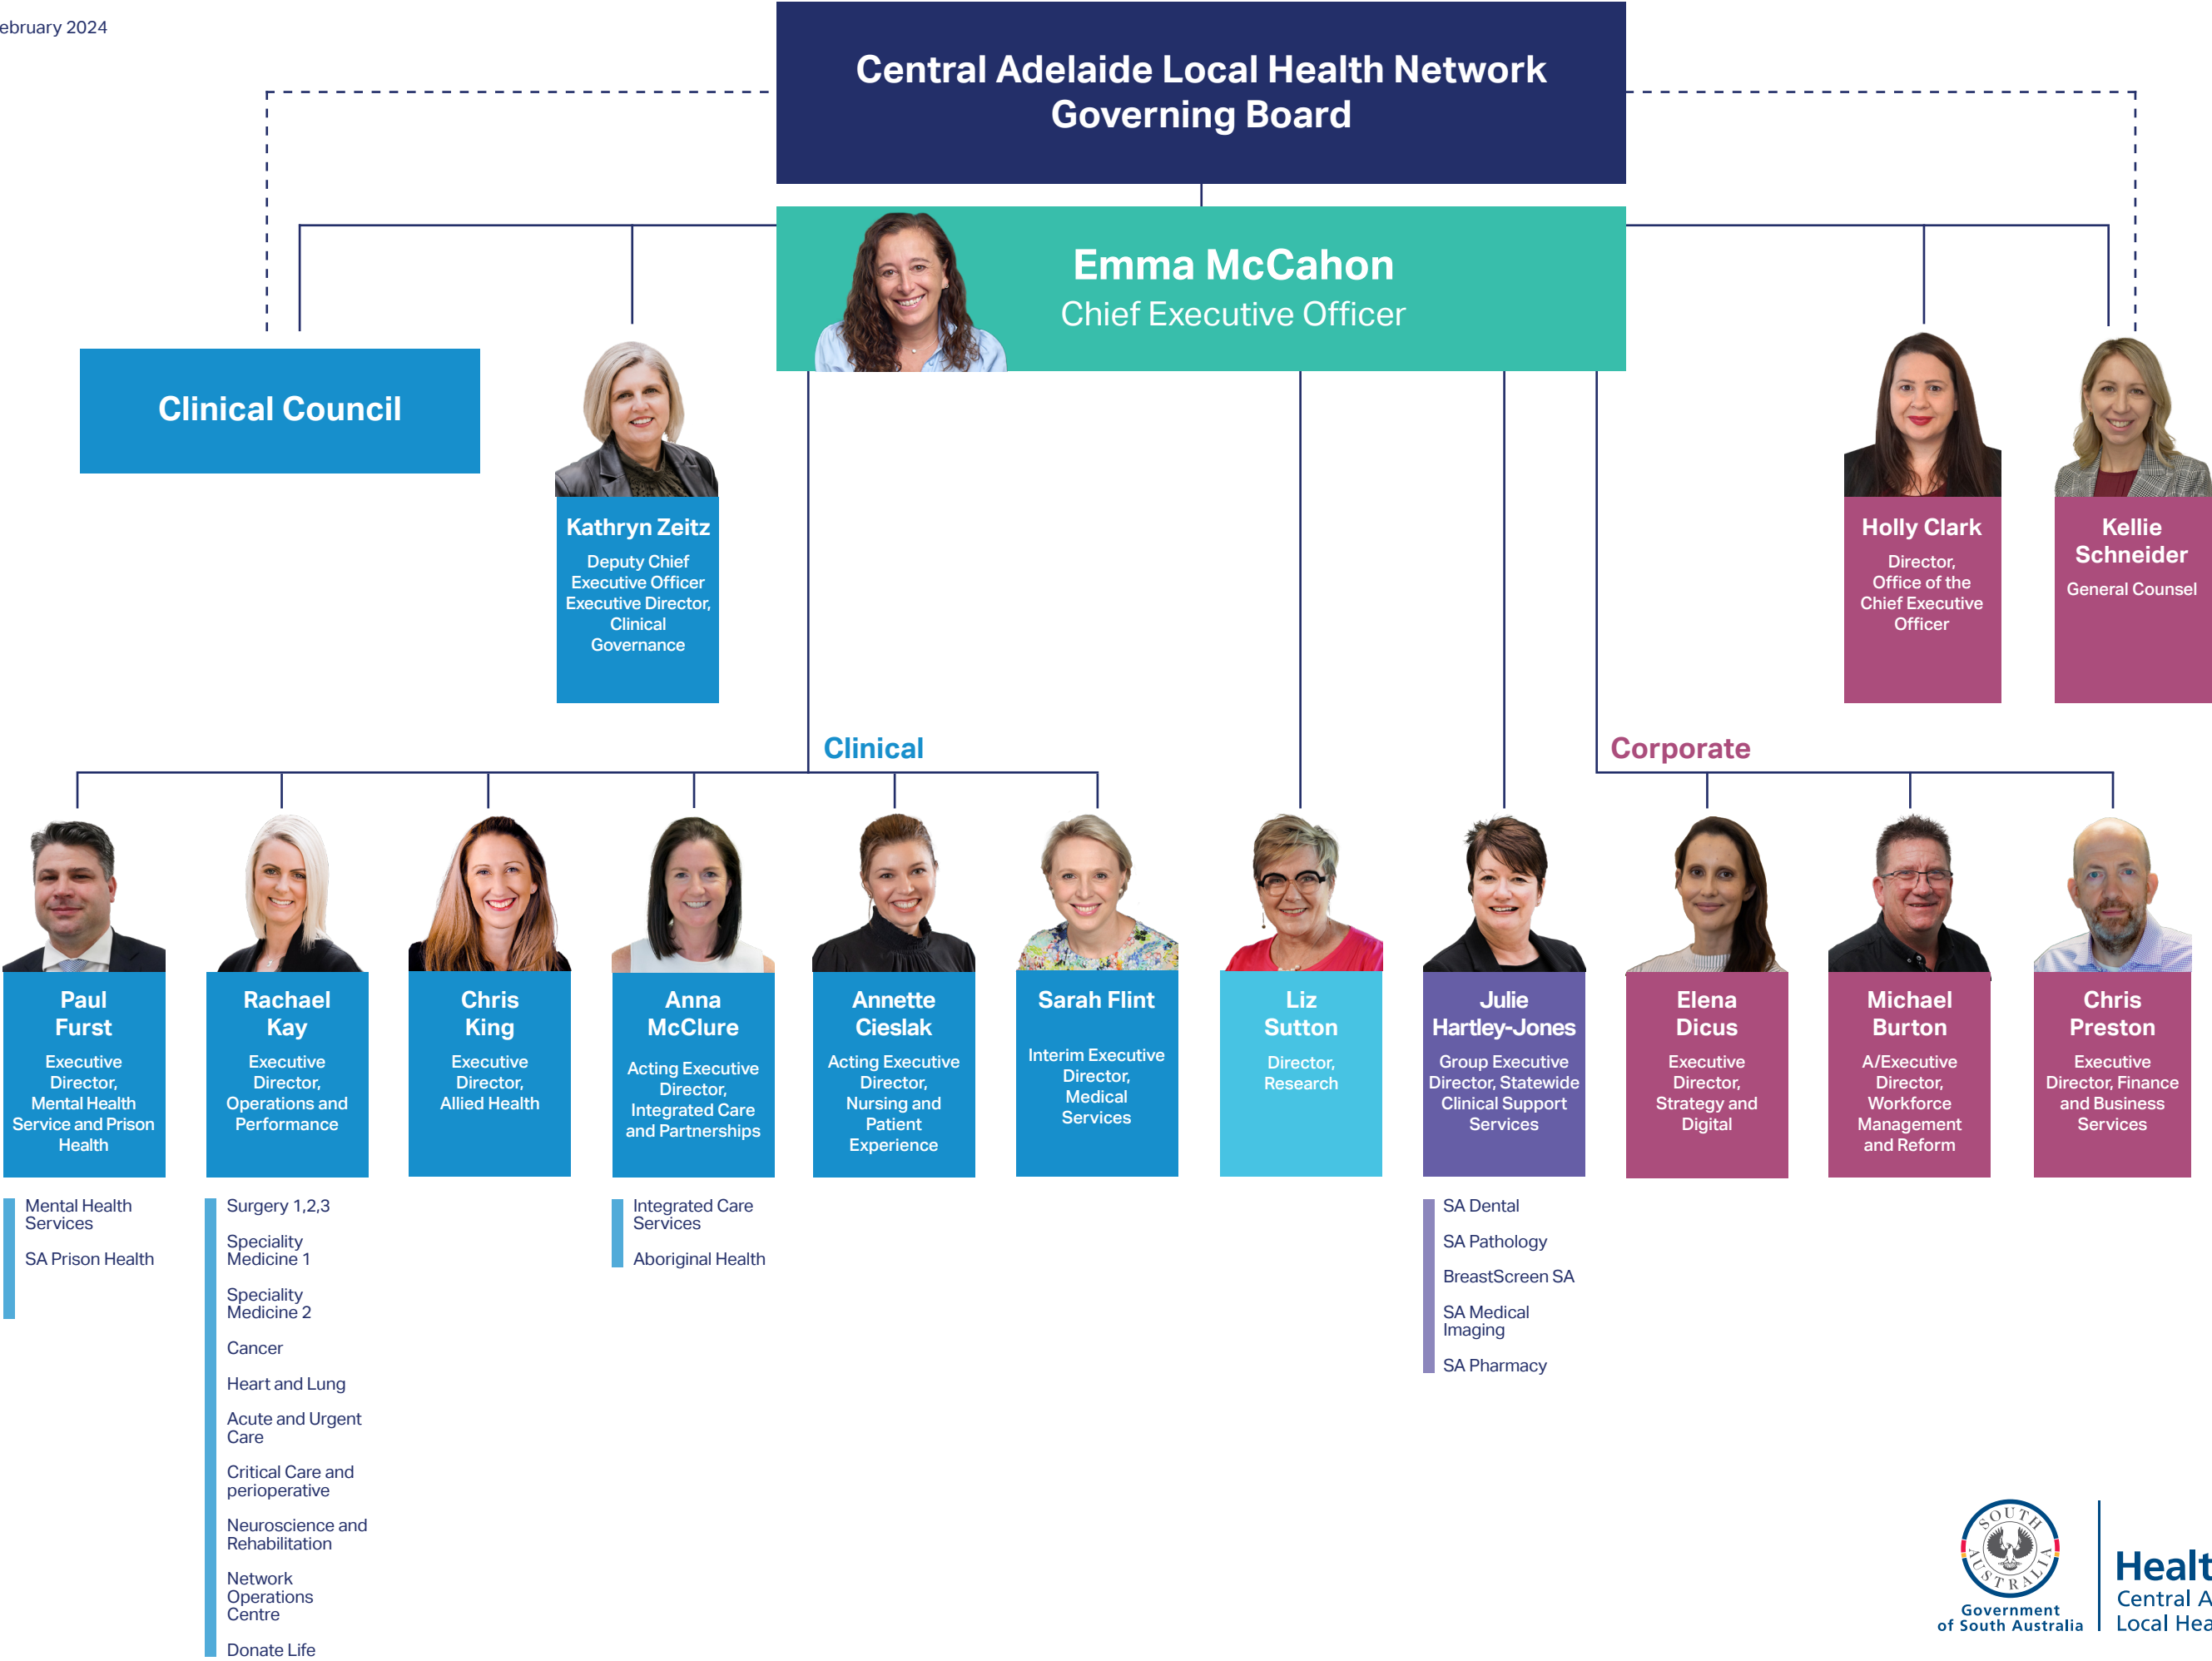 ebruary 2024
Central Adelaide Local Health Network
Governing Board
Emma McCahon
Chief Executive Officer
Clinical Council
Kathryn Zeitz
Deputy Chief
Executive Officer
Executive Director,
Clinical
Governance
Holly Clark
Director,
Office of the
Chief Executive
Officer
Kellie
Schneider
General Counsel
Clinical
Corporate
Paul
Furst
Executive
Director,
Mental Health
Service and Prison
Health
Rachael
Kay
Executive
Director,
Operations and
Performance
Chris
King
Executive
Director,
Allied Health
Anna
McClure
Acting Executive
Director,
Integrated Care
and Partnerships
Annette
Cieslak
Acting Executive
Director,
Nursing and
Patient
Experience
Sarah Flint
Interim Executive
Director,
Medical
Services
Liz
Sutton
Director,
Research
Julie
Hartley-Jones
Group Executive
Director, Statewide
Clinical Support
Services
Elena
Dicus
Executive
Director,
Strategy and
Digital
Michael
Burton
A/Executive
Director,
Workforce
Management
and Reform
Chris
Preston
Executive
Director, Finance
and Business
Services
Mental Health
Services
SA Prison Health
Surgery 1,2,3
Speciality
Medicine 1
Speciality
Medicine 2
Cancer
Heart and Lung
Acute and Urgent
Care
Critical Care and
perioperative
Neuroscience and
Rehabilitation
Network
Operations
Centre
Donate Life
Integrated Care
Services
Aboriginal Health
SA Dental
SA Pathology
BreastScreen SA
SA Medical
Imaging
SA Pharmacy
SOUTH
AUSTRALIA
Government
of South Australia
Healt
Central A
Local Hea